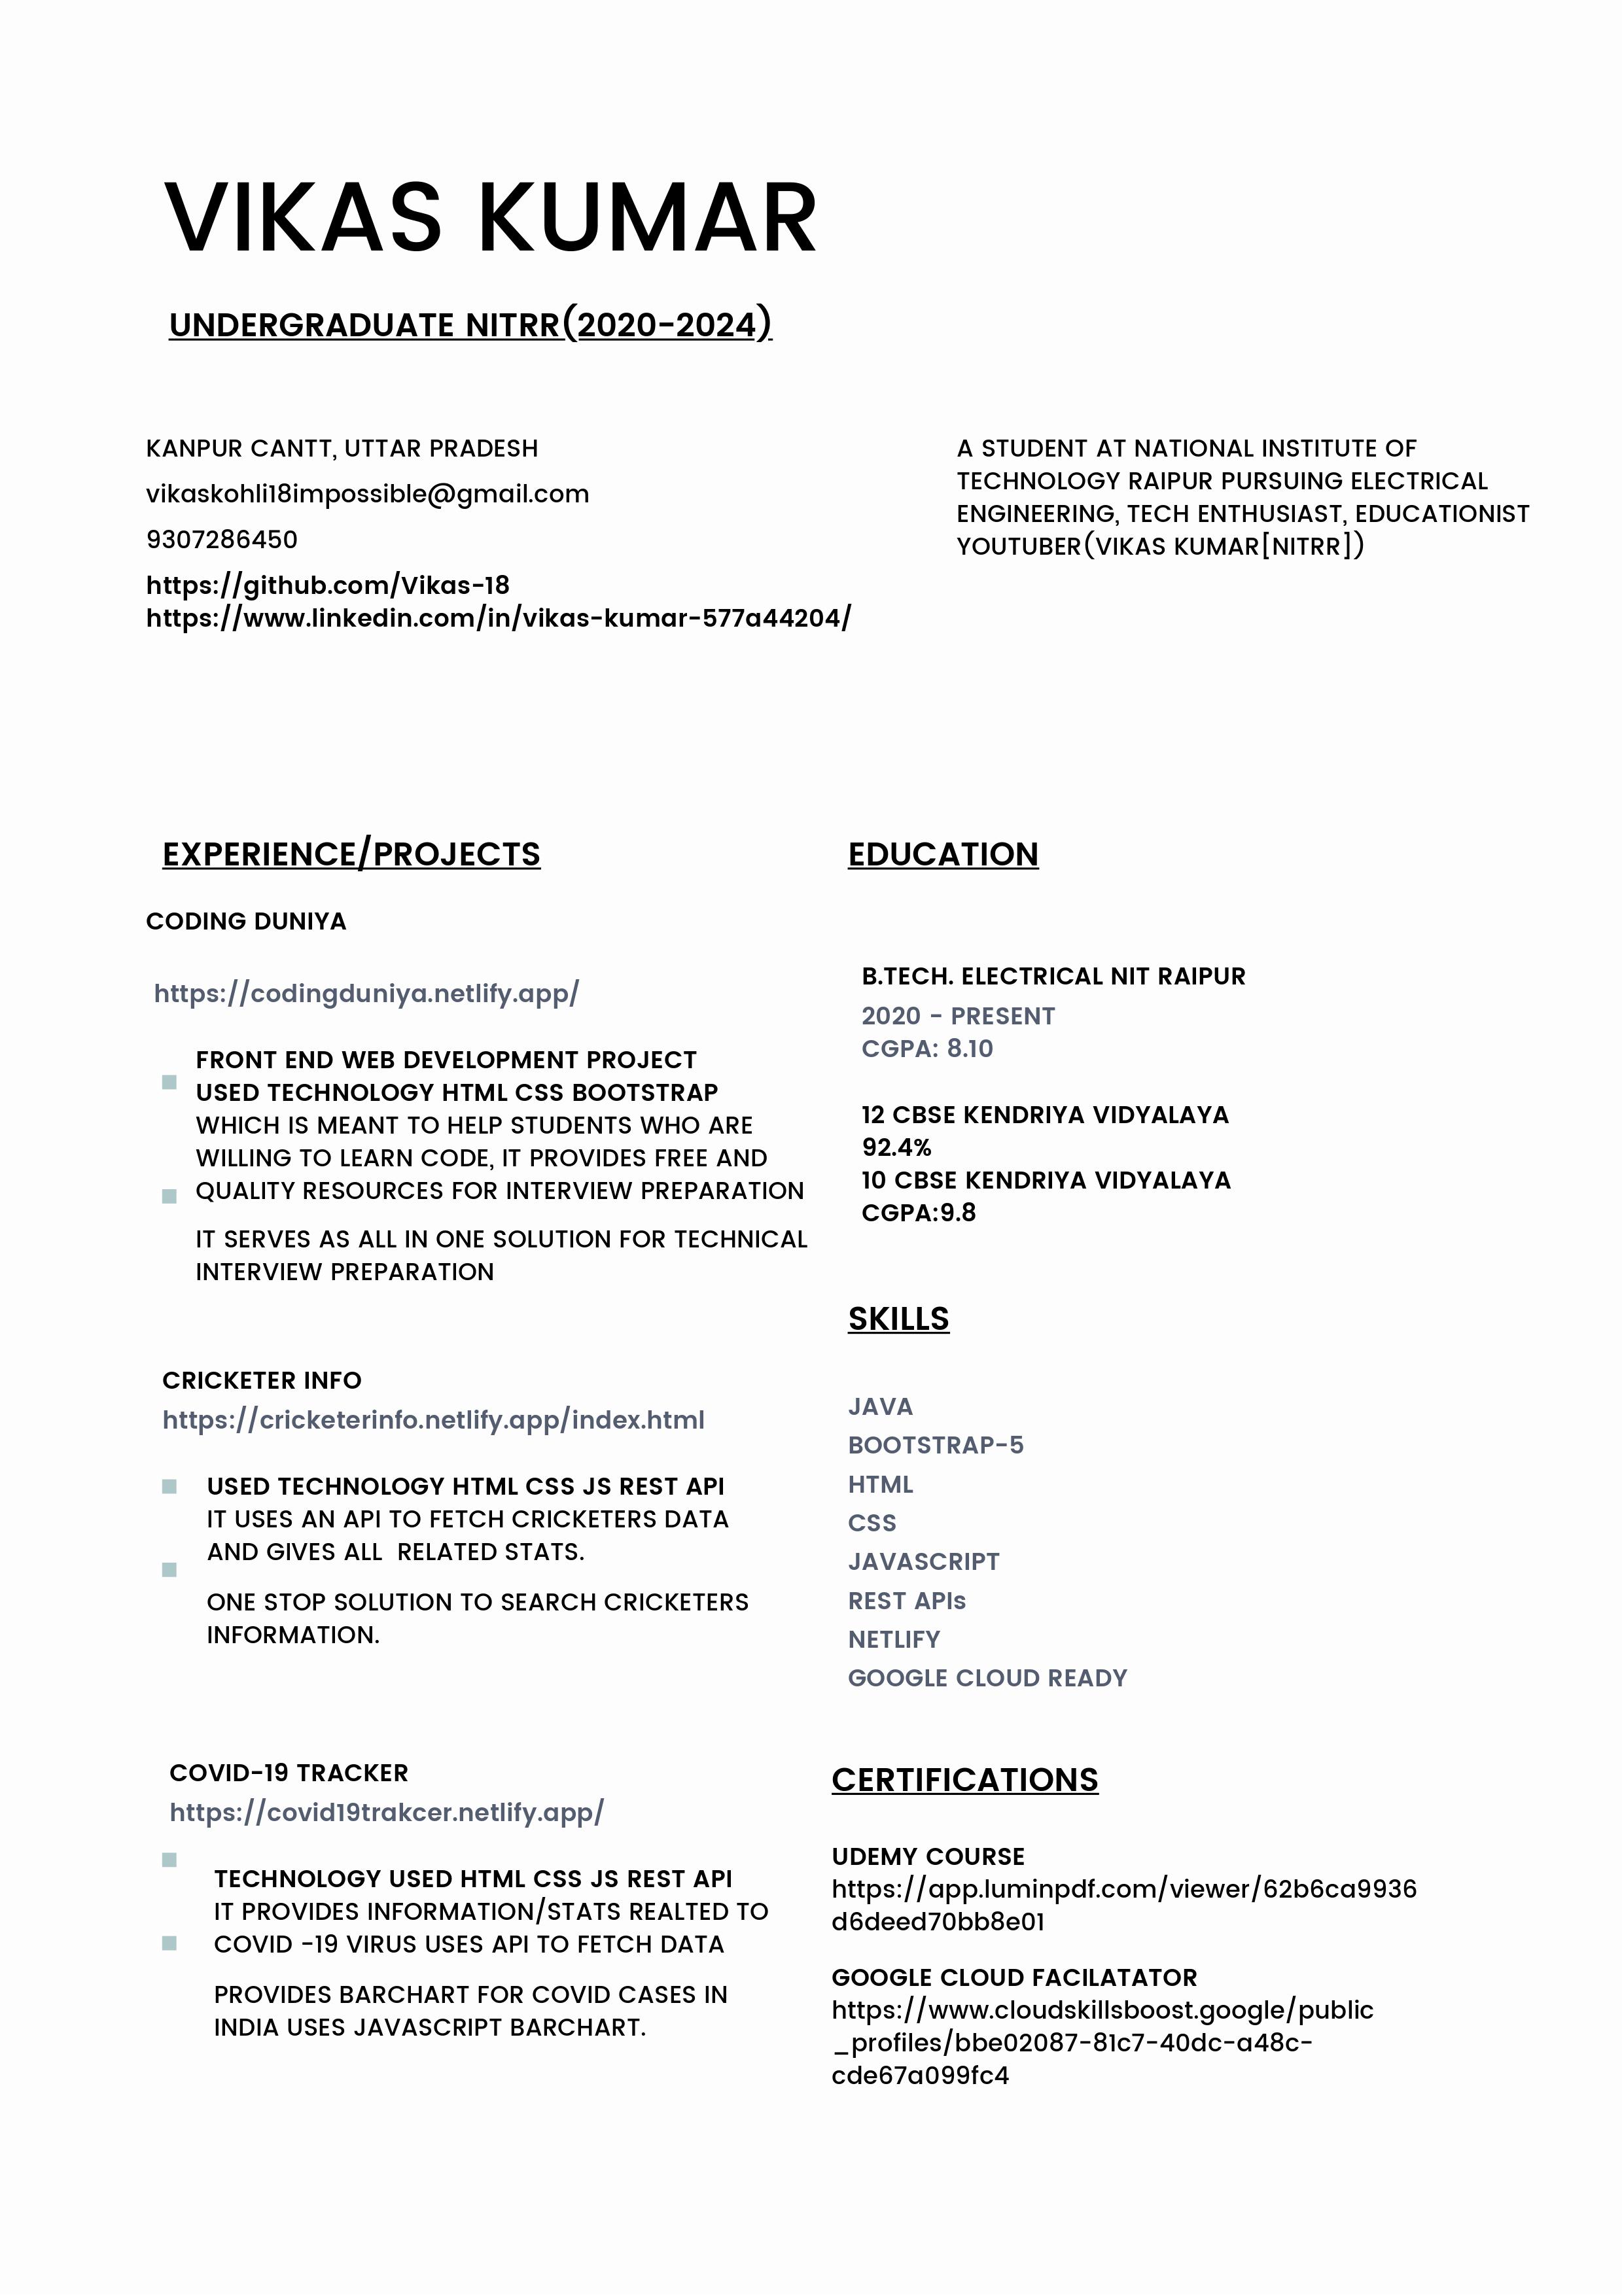 VIKAS KUMAR
UNDERGRADUATE NITRR(2020-2024)
KANPUR CANTT, UTTAR PRADESH
vikaskohli18impossible@gmail.com
9307286450
https://github.com/Vikas-18
https://www.linkedin.com/in/vikas-kumar-577a44204/
A STUDENT AT NATIONAL INSTITUTE OF
TECHNOLOGY RAIPUR PURSUING ELECTRICAL
ENGINEERING, TECH ENTHUSIAST, EDUCATIONIST
YOUTUBER(VIKAS KUMAR[NITRR])
EXPERIENCE/PROJECTS
CODING DUNIYA
https://codingduniya.netlify.app/
FRONT END WEB DEVELOPMENT PROJECT
USED TECHNOLOGY HTML CSS BOOTSTRAP
WHICH IS MEANT TO HELP STUDENTS WHO ARE
WILLING TO LEARN CODE, IT PROVIDES FREE AND
QUALITY RESOURCES FOR INTERVIEW PREPARATION
IT SERVES AS ALL IN ONE SOLUTION FOR TECHNICAL
INTERVIEW PREPARATION
CRICKETER INFO
https://cricketerinfo.netlify.app/index.html
USED TECHNOLOGY HTML CSS JS REST API
IT USES AN API TO FETCH CRICKETERS DATA
AND GIVES ALL  RELATED STATS.
ONE STOP SOLUTION TO SEARCH CRICKETERS
INFORMATION.
COVID-19 TRACKER
https://covid19trakcer.netlify.app/
TECHNOLOGY USED HTML CSS JS REST API
IT PROVIDES INFORMATION/STATS REALTED TO
COVID -19 VIRUS USES API TO FETCH DATA
PROVIDES BARCHART FOR COVID CASES IN
INDIA USES JAVASCRIPT BARCHART.
EDUCATION
B.TECH. ELECTRICAL NIT RAIPUR
2020 - PRESENT
CGPA: 8.10
12 CBSE KENDRIYA VIDYALAYA
92.4%
10 CBSE KENDRIYA VIDYALAYA
CGPA:9.8
SKILLS
JAVA
BOOTSTRAP-5
HTML
CSS
JAVASCRIPT
REST APIs
NETLIFY
GOOGLE CLOUD READY
CERTIFICATIONS
UDEMY COURSE
https://app.luminpdf.com/viewer/62b6ca9936
d6deed70bb8e01
GOOGLE CLOUD FACILATATOR
https://www.cloudskillsboost.google/public
_profiles/bbe02087-81c7-40dc-a48c-
cde67a099fc4